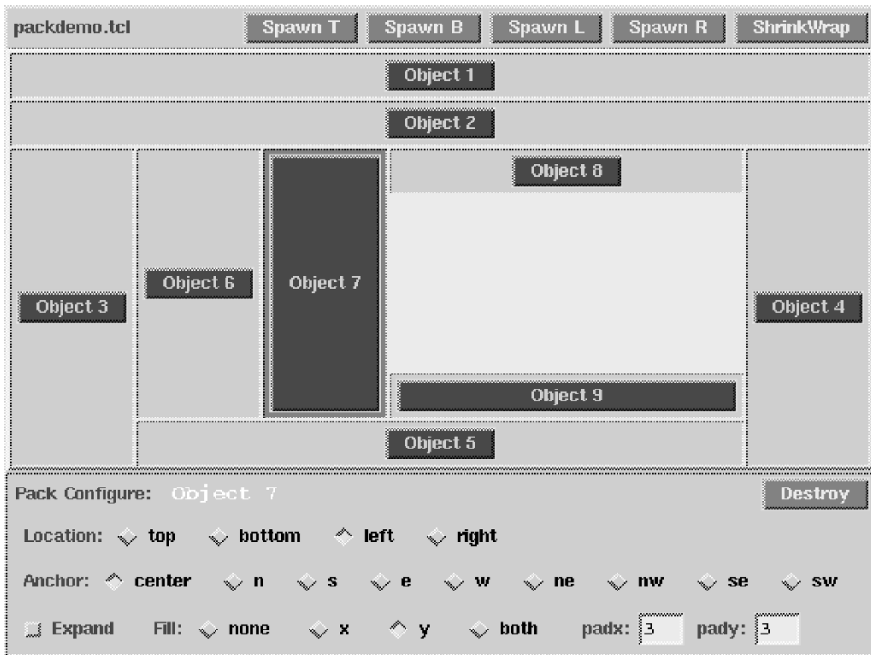 packdemo.tcl Spawn T Spawn B Spawn L Spawn R ShrinkWrap
Object 1
Object 2
Object 8
Object 6 Object 7
Object 3 Object 4
Object 9
Object 5
Pack Configure: Object 7 Destroy
Location: top bottom left right
Anchor: center n s e w ne nw se sw
Expand Fill: none x y both padx: 3 pady: 3